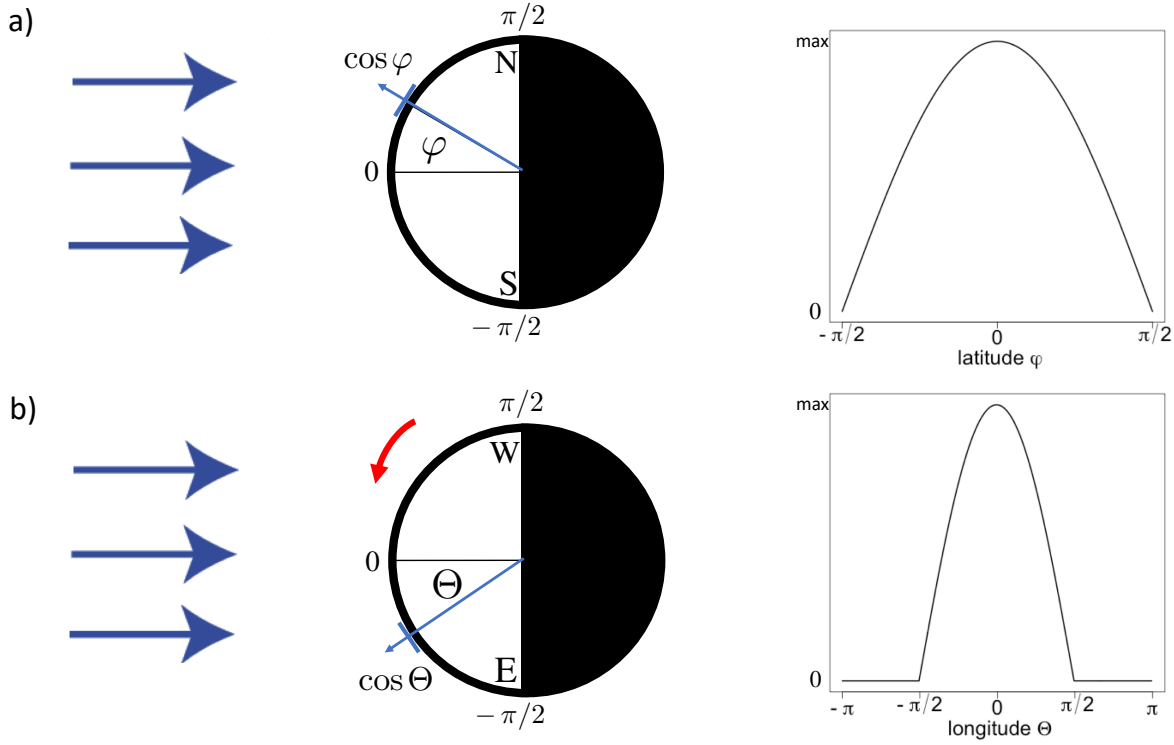 a)
π/2
N
cos φ
φ
0
S
- π/2
max
0
- π/2
0
π/2
latitude φ
b)
π/2
W
0
Θ
E
cos Θ
- π/2
max
0
- π
- π/2
0
π/2
π
longitude Θ